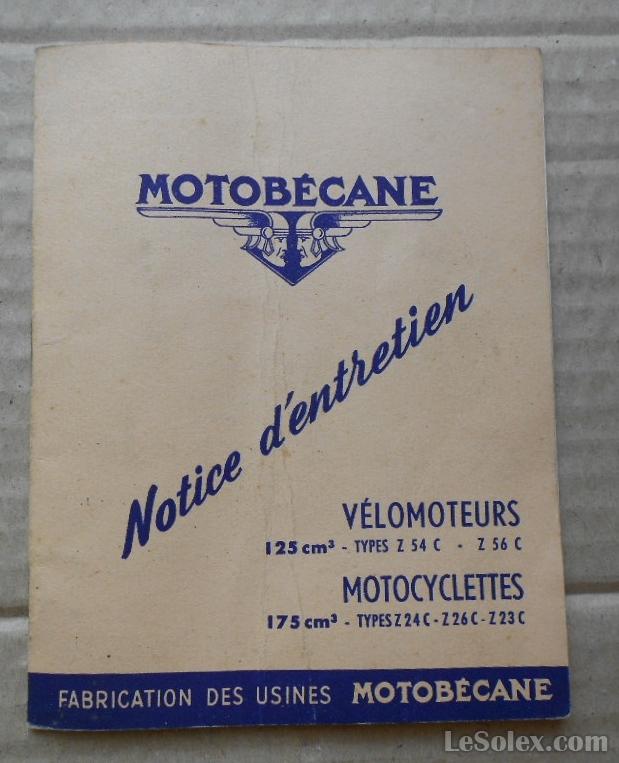 MOTOBÉCANE
Notice d'entretien
VÉLOMOTEURS
125 cm³ - TYPES Z 54 C - Z 56 C
MOTOCYCLETTES
175 cm³ - TYPES Z 24 C - Z 26 C - Z 23 C
FABRICATION DES USINES MOTOBÉCANE
LeSolex.com